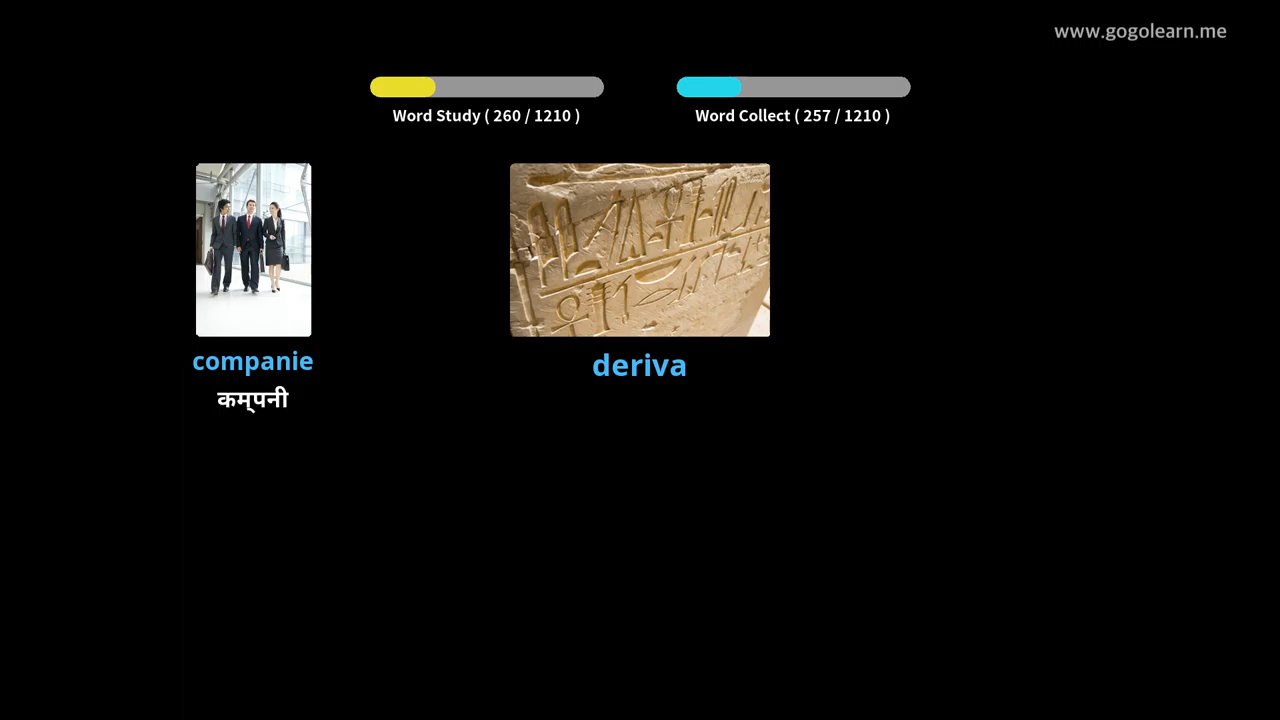 www.gogolearn.me
Word Study ( 260 / 1210 )
Word Collect ( 257 / 1210 )
companie
कम्‌पनी
deriva